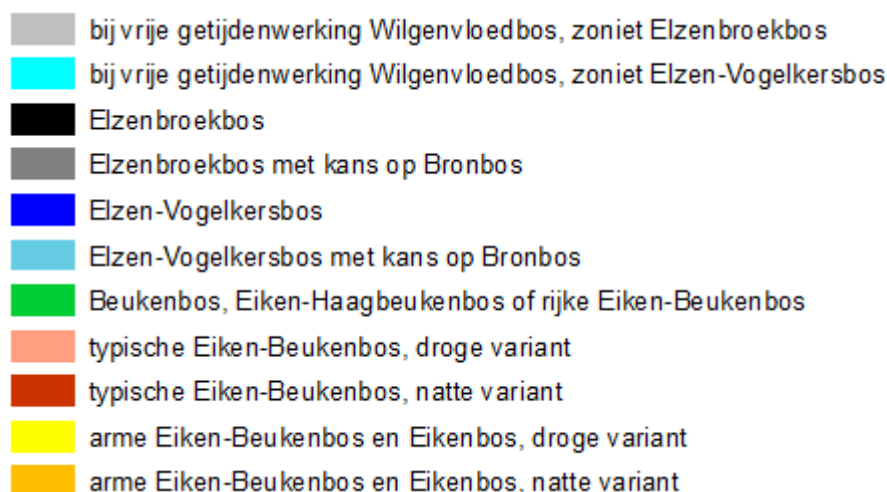 bij vrije getijdenwerking Wilgenvloedbos, zoniet Elzenbroekbos
bij vrije getijdenwerking Wilgenvloedbos, zoniet Elzen-Vogelkersbos
Elzenbroekbos
Elzenbroekbos met kans op Bronbos
Elzen-Vogelkersbos
Elzen-Vogelkersbos met kans op Bronbos
Beukenbos, Eiken-Haagbeukenbos of rijke Eiken-Beukenbos
typische Eiken-Beukenbos, droge variant
typische Eiken-Beukenbos, natte variant
arme Eiken-Beukenbos en Eikenbos, droge variant
arme Eiken-Beukenbos en Eikenbos, natte variant